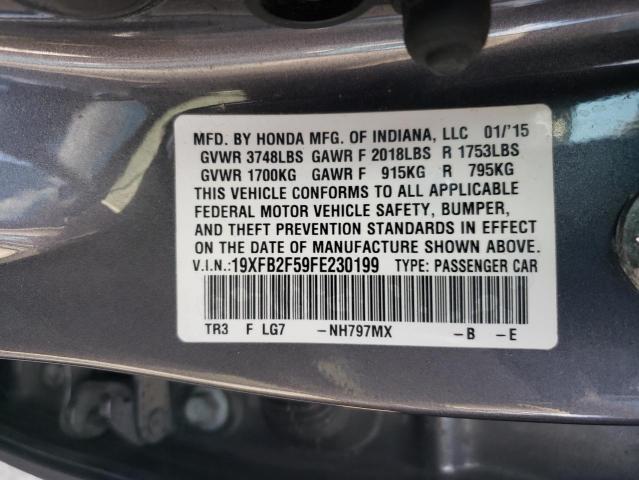 MFD. BY HONDA MFG. OF INDIANA, LLC 01/'15
GVWR 3748LBS GAWR F 2018LBS R 1753LBS
GVWR 1700KG GAWR F 915KG R 795KG
THIS VEHICLE CONFORMS TO ALL APPLICABLE
FEDERAL MOTOR VEHICLE SAFETY, BUMPER,
AND THEFT PREVENTION STANDARDS IN EFFECT
ON THE DATE OF MANUFACTURE SHOWN ABOVE.
V.I.N.:19XFB2F59FE230199 TYPE: PASSENGER CAR
TR3 F LG7 -NH797MX -B -E